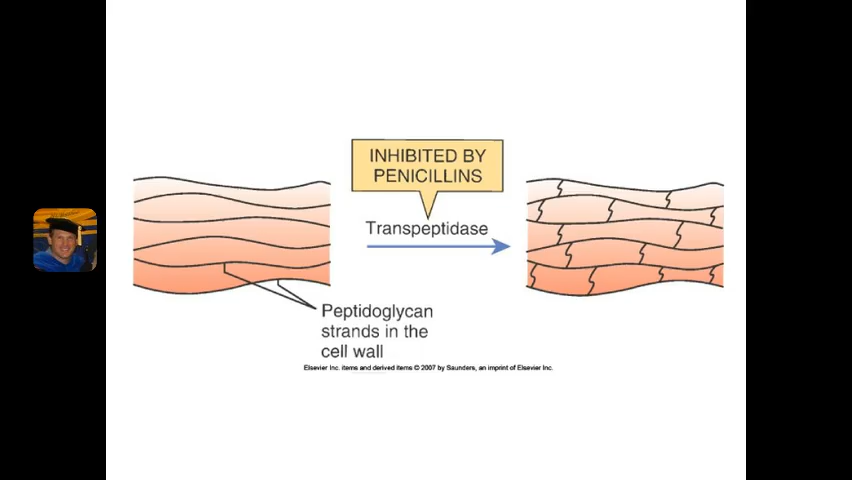 INHIBITED BY
PENICILLINS
Transpeptidase
Peptidoglycan
strands in the
cell wall
Elsevier Inc. items and derived items © 2007 by Saunders, an imprint of Elsevier Inc.